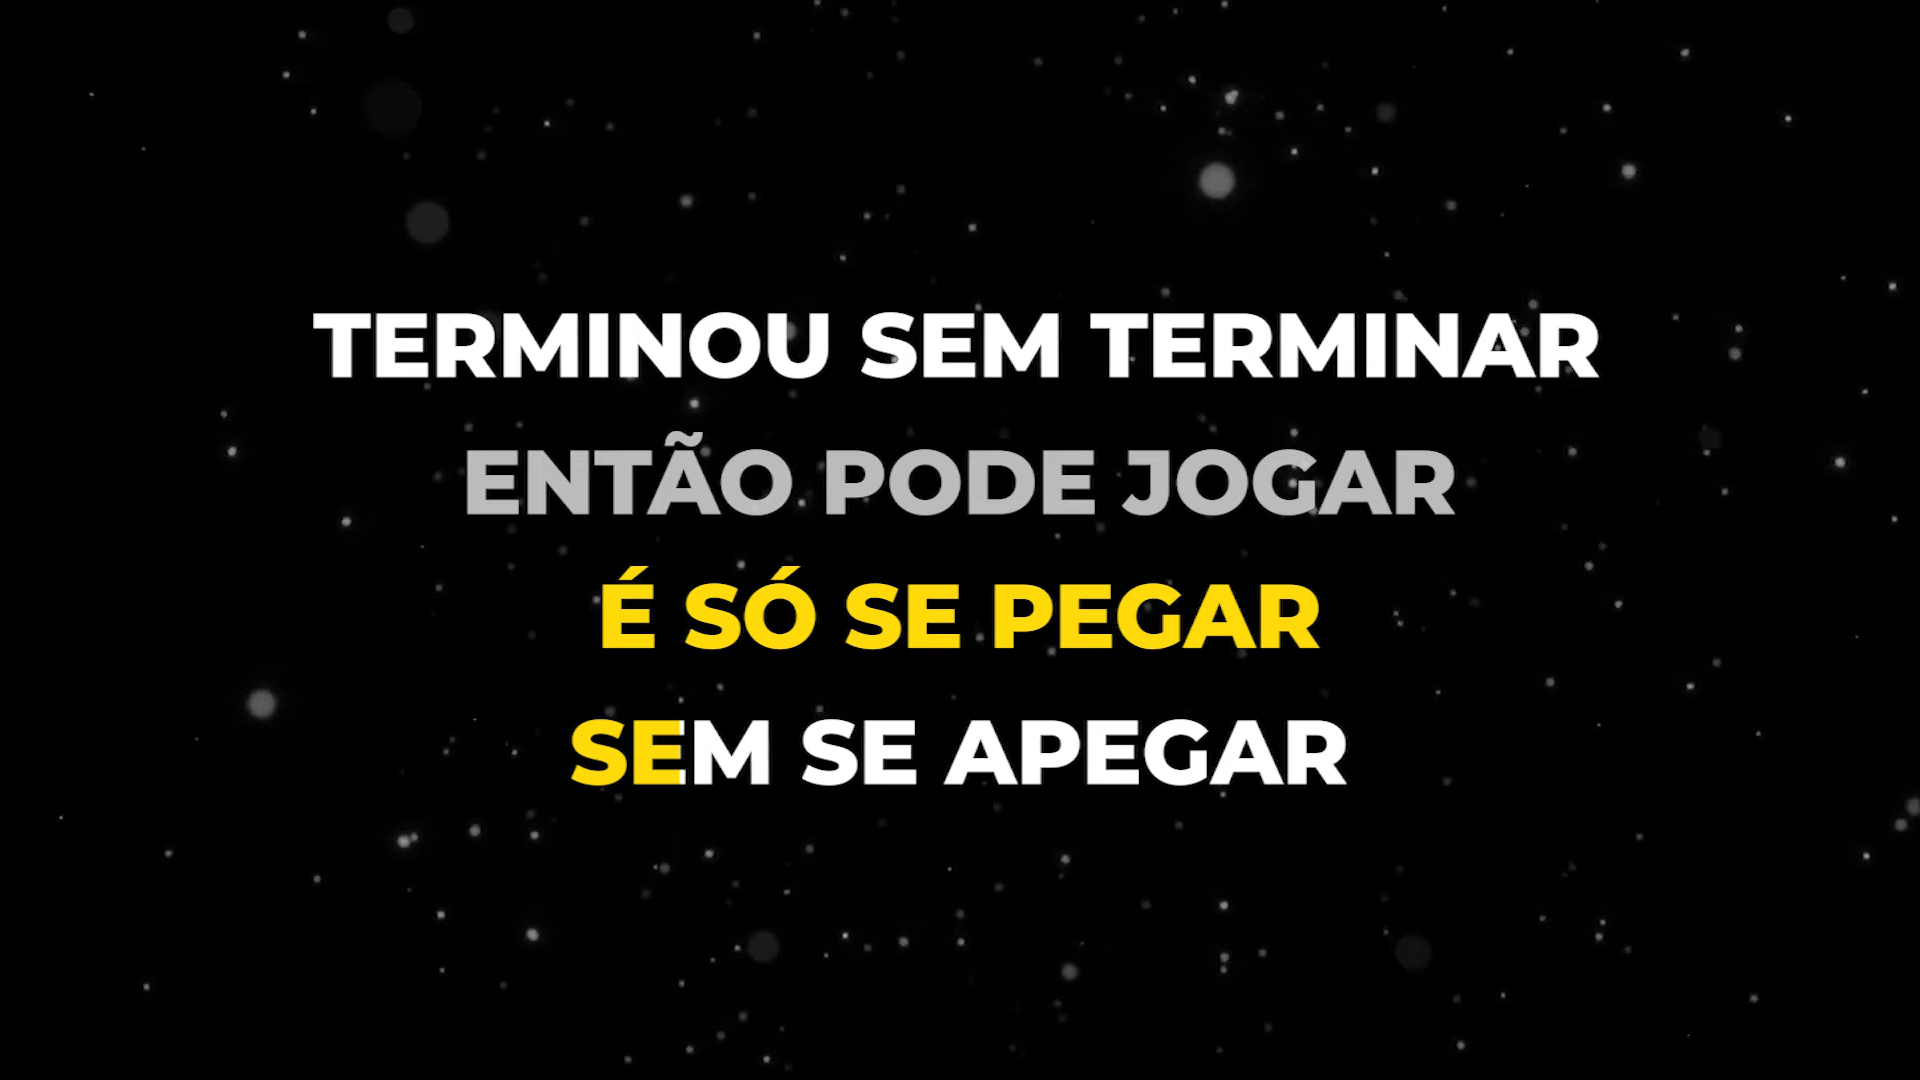 TERMINOU SEM TERMINAR
ENTÃO PODE JOGAR
É SÓ SE PEGAR
SEM SE APEGAR